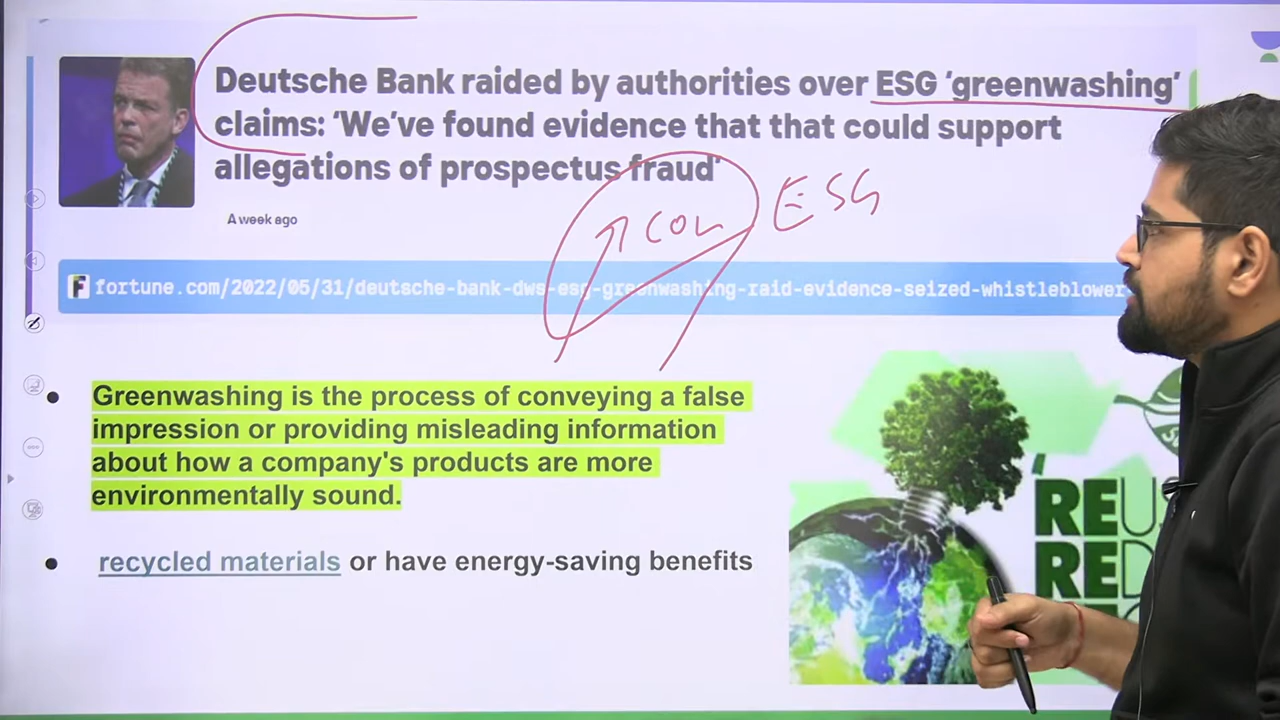 Deutsche Bank raided by authorities over ESG ‘greenwashing’
claims: ‘We’ve found evidence that that could support
allegations of prospectus fraud’
A week ago
ESG
fortune.com/2022/05/31/deutsche-bank-dws-esg-greenwashing-raid-evidence-seized-whistleblower
• Greenwashing is the process of conveying a false
impression or providing misleading information
about how a company's products are more
environmentally sound.
• recycled materials or have energy-saving benefits
‘REUS
RED